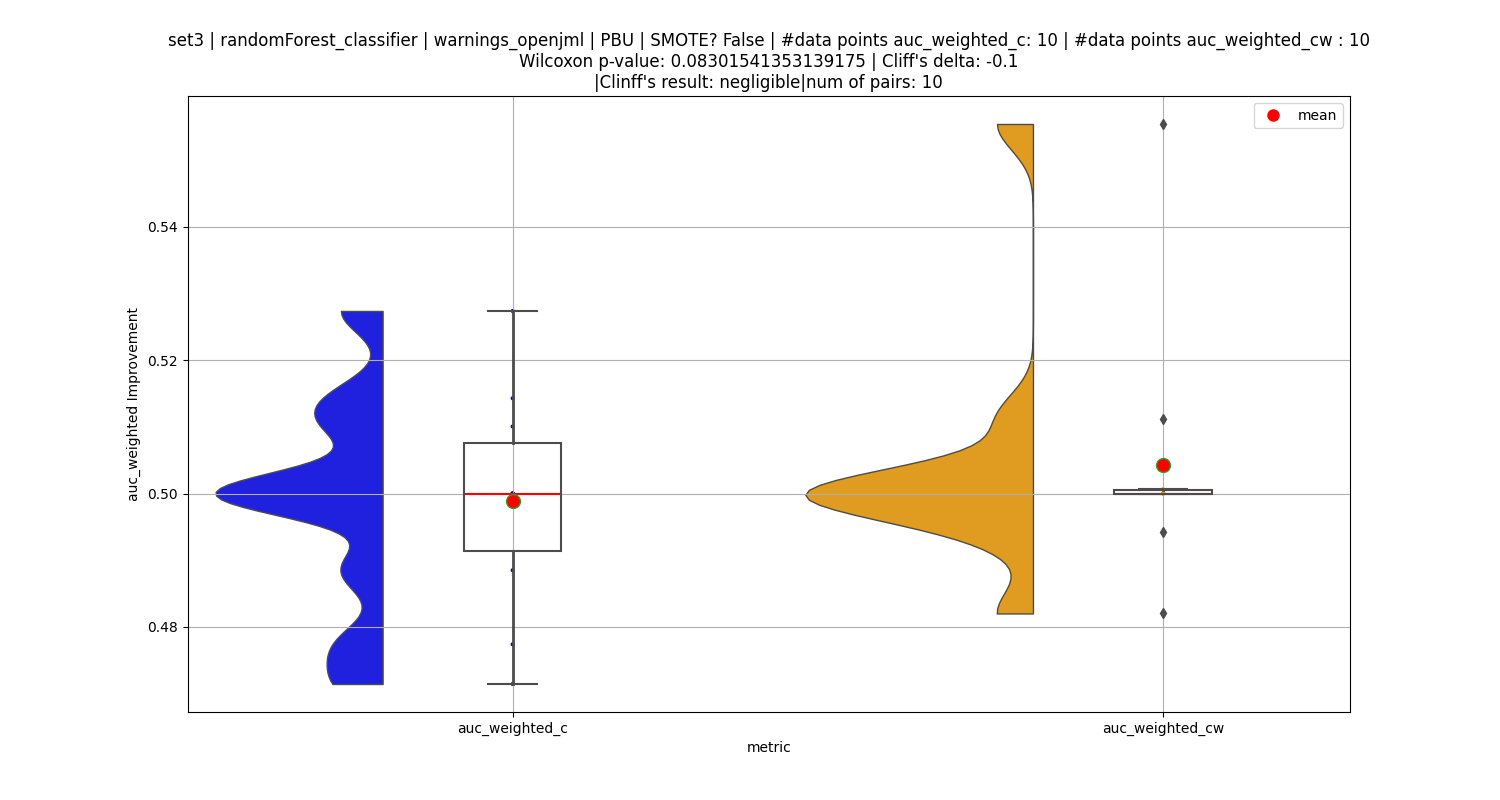 set3 | randomForest_classifier | warnings_openjml | PBU | SMOTE? False | #data points auc_weighted_c: 10 | #data points auc_weighted_cw : 10
Wilcoxon p-value: 0.08301541353139175 | Cliff's delta: -0.1
|Clinff's result: negligible|num of pairs: 10
mean
0.54
0.52
0.50
0.48
auc_weighted Improvement
auc_weighted_c
auc_weighted_cw
metric